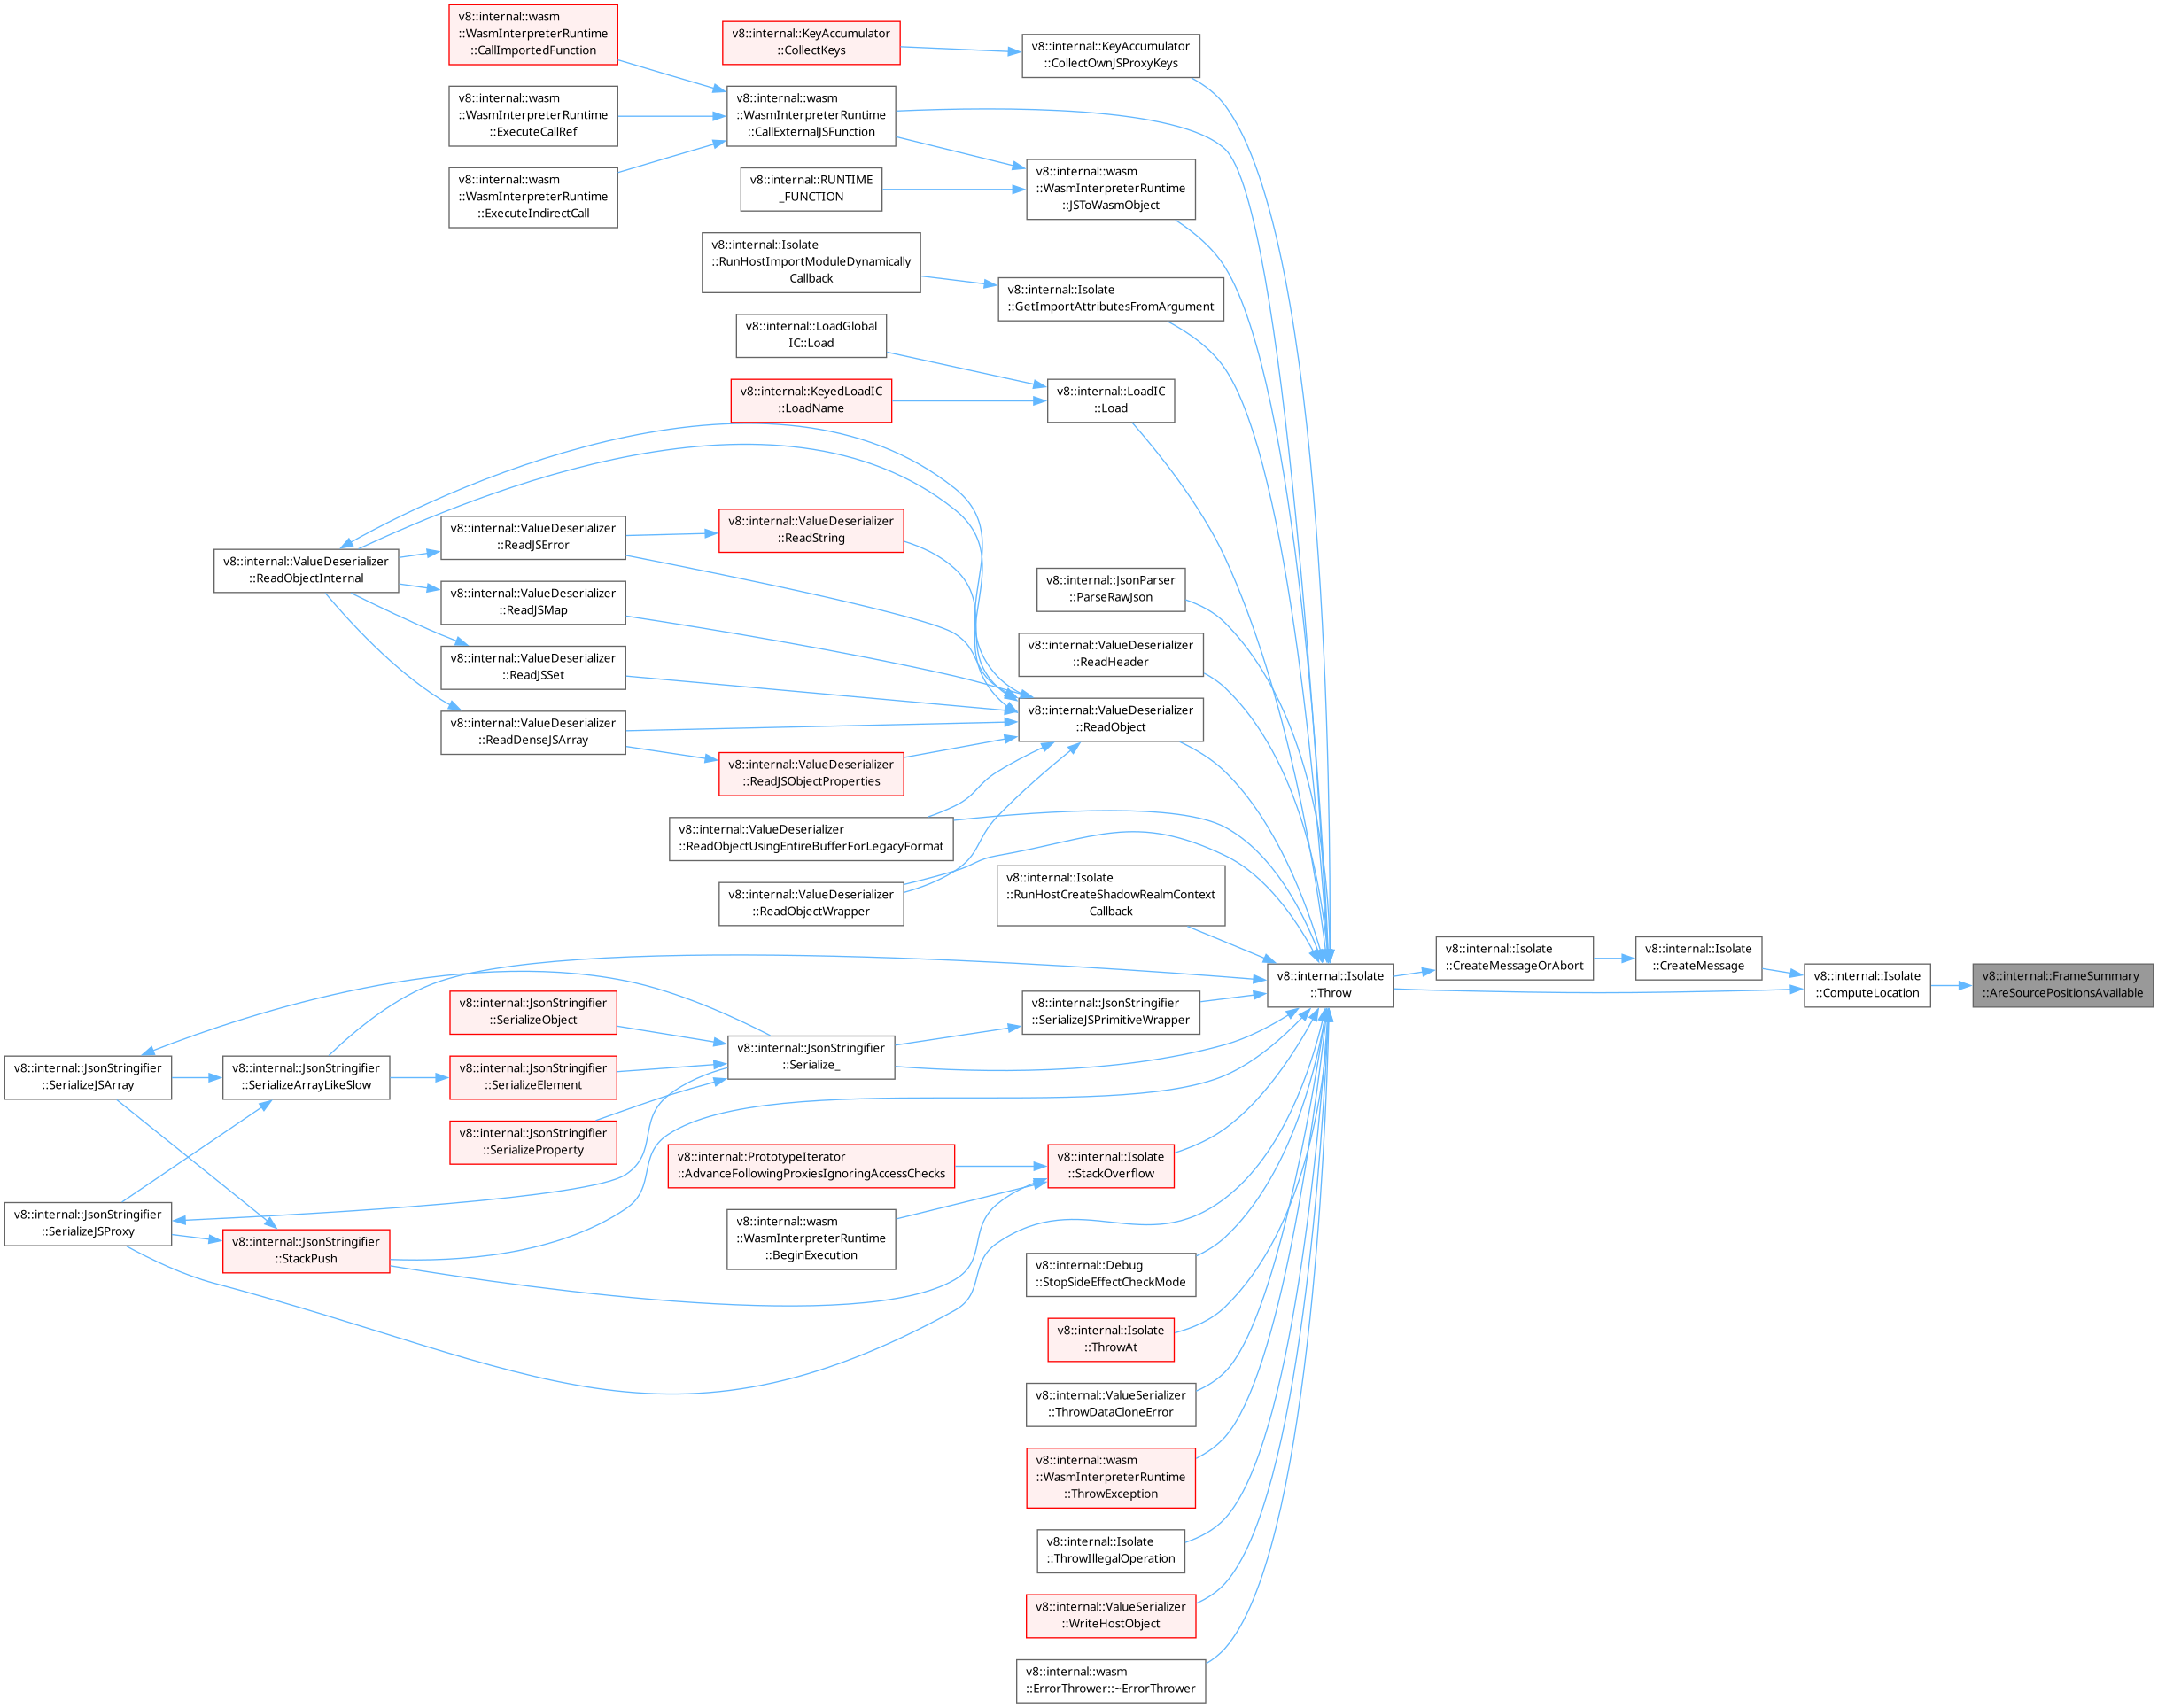 v8::internal::wasm
::WasmInterpreterRuntime
::CallImportedFunction
v8::internal::KeyAccumulator
::CollectKeys
v8::internal::KeyAccumulator
::CollectOwnJSProxyKeys
v8::internal::wasm
::WasmInterpreterRuntime
::ExecuteCallRef
v8::internal::wasm
::WasmInterpreterRuntime
::CallExternalJSFunction
v8::internal::wasm
::WasmInterpreterRuntime
::ExecuteIndirectCall
v8::internal::RUNTIME
_FUNCTION
v8::internal::wasm
::WasmInterpreterRuntime
::JSToWasmObject
v8::internal::Isolate
::RunHostImportModuleDynamically
Callback
v8::internal::Isolate
::GetImportAttributesFromArgument
v8::internal::LoadGlobal
IC::Load
v8::internal::KeyedLoadIC
::LoadName
v8::internal::LoadIC
::Load
v8::internal::ValueDeserializer
::ReadObjectInternal
v8::internal::ValueDeserializer
::ReadJSError
v8::internal::ValueDeserializer
::ReadString
v8::internal::ValueDeserializer
::ReadJSMap
v8::internal::JsonParser
::ParseRawJson
v8::internal::ValueDeserializer
::ReadJSSet
v8::internal::ValueDeserializer
::ReadHeader
v8::internal::ValueDeserializer
::ReadDenseJSArray
v8::internal::ValueDeserializer
::ReadJSObjectProperties
v8::internal::ValueDeserializer
::ReadObject
v8::internal::ValueDeserializer
::ReadObjectUsingEntireBufferForLegacyFormat
v8::internal::ValueDeserializer
::ReadObjectWrapper
v8::internal::Isolate
::RunHostCreateShadowRealmContext
Callback
v8::internal::Isolate
::Throw
v8::internal::Isolate
::CreateMessageOrAbort
v8::internal::Isolate
::CreateMessage
v8::internal::Isolate
::ComputeLocation
v8::internal::FrameSummary
::AreSourcePositionsAvailable
v8::internal::JsonStringifier
::SerializeObject
v8::internal::JsonStringifier
::SerializeJSPrimitiveWrapper
v8::internal::JsonStringifier
::SerializeJSArray
v8::internal::JsonStringifier
::SerializeArrayLikeSlow
v8::internal::JsonStringifier
::SerializeElement
v8::internal::JsonStringifier
::Serialize_
v8::internal::JsonStringifier
::SerializeProperty
v8::internal::PrototypeIterator
::AdvanceFollowingProxiesIgnoringAccessChecks
v8::internal::Isolate
::StackOverflow
v8::internal::JsonStringifier
::SerializeJSProxy
v8::internal::JsonStringifier
::StackPush
v8::internal::wasm
::WasmInterpreterRuntime
::BeginExecution
v8::internal::Debug
::StopSideEffectCheckMode
v8::internal::Isolate
::ThrowAt
v8::internal::ValueSerializer
::ThrowDataCloneError
v8::internal::wasm
::WasmInterpreterRuntime
::ThrowException
v8::internal::Isolate
::ThrowIllegalOperation
v8::internal::ValueSerializer
::WriteHostObject
v8::internal::wasm
::ErrorThrower::~ErrorThrower